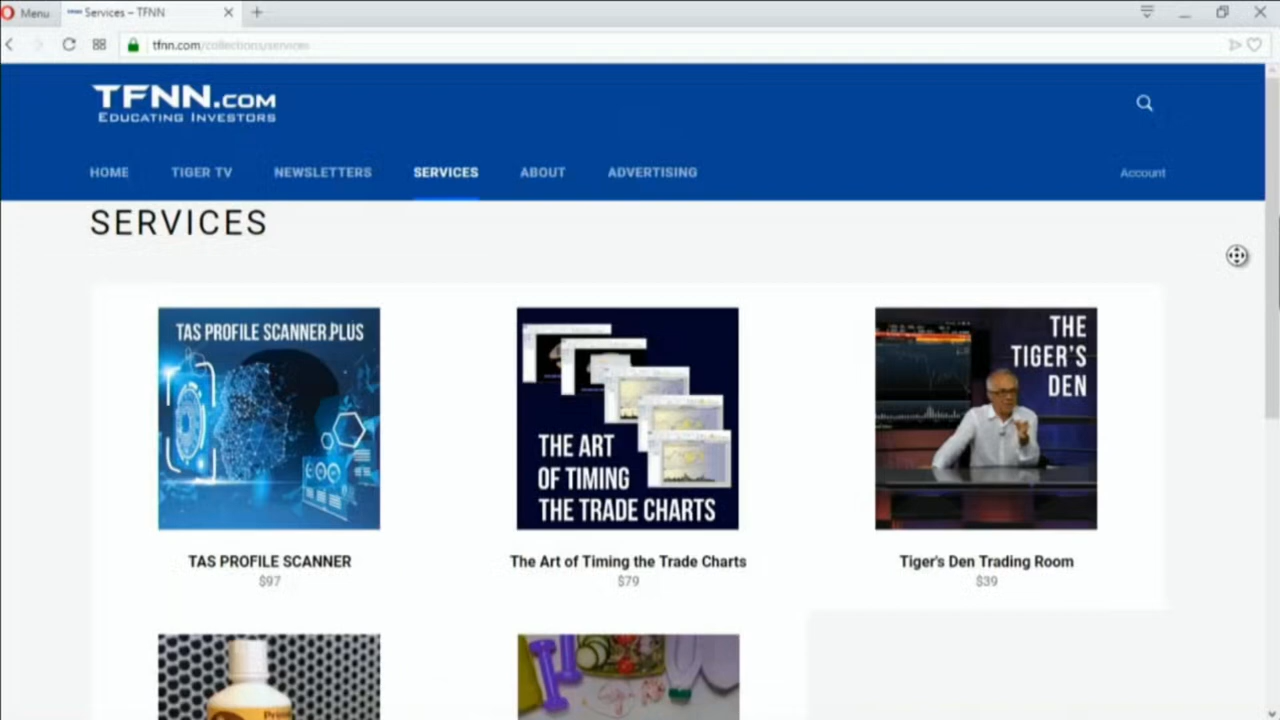 Menu
Services – TFNN
tfnn.com/collections/services
TFNN.COM
EDUCATING INVESTORS
HOME TIGER TV NEWSLETTERS SERVICES ABOUT ADVERTISING Account
SERVICES
TAS PROFILE SCANNER PLUS
THE ART
OF TIMING
THE TRADE CHARTS
THE
TIGER'S
DEN
TAS PROFILE SCANNER
$97
The Art of Timing the Trade Charts
$79
Tiger's Den Trading Room
$39